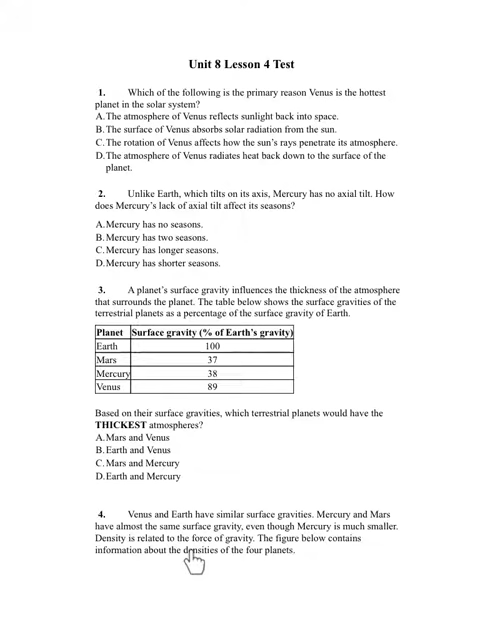 Unit 8 Lesson 4 Test
1. Which of the following is the primary reason Venus is the hottest
planet in the solar system?
A. The atmosphere of Venus reflects sunlight back into space.
B. The surface of Venus absorbs solar radiation from the sun.
C. The rotation of Venus affects how the sun's rays penetrate its atmosphere.
D. The atmosphere of Venus radiates heat back down to the surface of the
planet.
2. Unlike Earth, which tilts on its axis, Mercury has no axial tilt. How
does Mercury's lack of axial tilt affect its seasons?
A. Mercury has no seasons.
B. Mercury has two seasons.
C. Mercury has longer seasons.
D. Mercury has shorter seasons.
3. A planet's surface gravity influences the thickness of the atmosphere
that surrounds the planet. The table below shows the surface gravities of the
terrestrial planets as a percentage of the surface gravity of Earth.
Planet Surface gravity (% of Earth's gravity)
Earth 100
Mars 37
Mercury 38
Venus 89
Based on their surface gravities, which terrestrial planets would have the
THICKEST atmospheres?
A. Mars and Venus
B. Earth and Venus
C. Mars and Mercury
D. Earth and Mercury
4. Venus and Earth have similar surface gravities. Mercury and Mars
have almost the same surface gravity, even though Mercury is much smaller.
Density is related to the force of gravity. The figure below contains
information about the densities of the four planets.